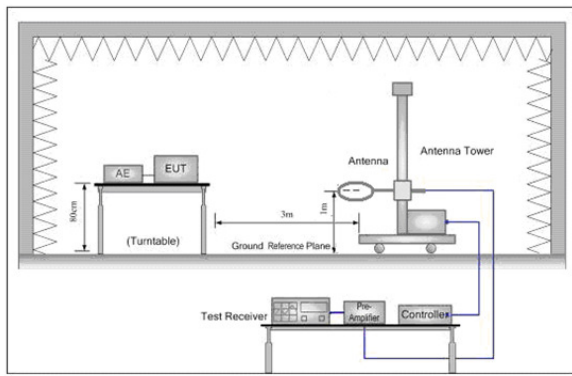 Antenna
Antenna Tower
AE
EUT
80cm
(Turntable)
3m
1m
Ground Reference Plane
Test Receiver
Pre-
Amplifier
Controller